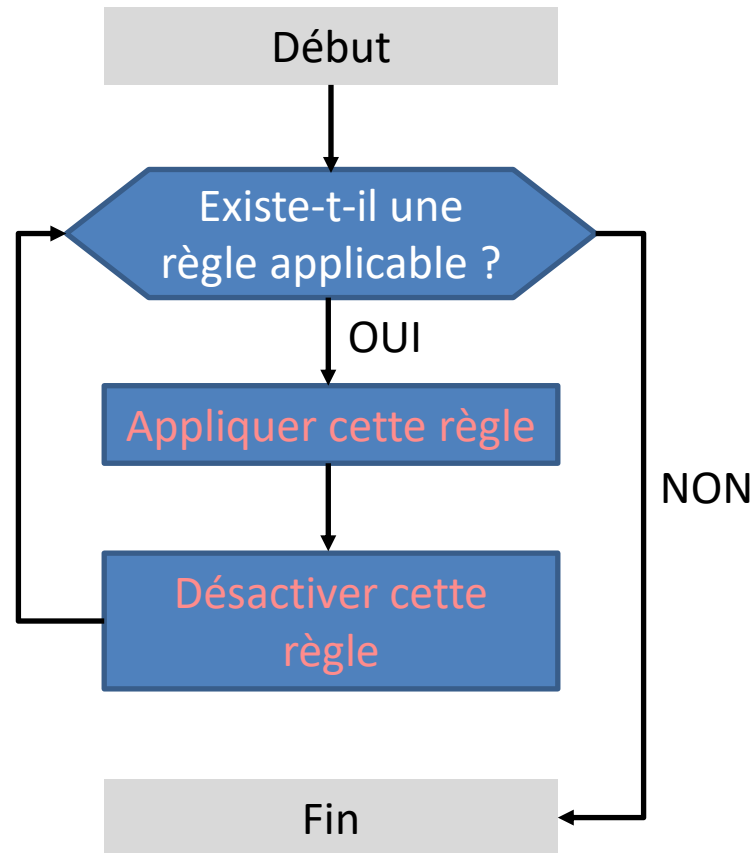 Début
Existe-t-il une
règle applicable ?
OUI
Appliquer cette règle
NON
Désactiver cette
règle
Fin